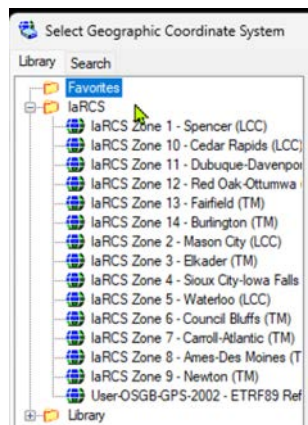 Select Geographic Coordinate System
Library Search
Favorites
IaRCS
IaRCS Zone 1 - Spencer (LCC)
IaRCS Zone 10 - Cedar Rapids (LCC)
IaRCS Zone 11 - Dubuque-Davenpor
IaRCS Zone 12 - Red Oak-Ottumwa
IaRCS Zone 13 - Fairfield (TM)
IaRCS Zone 14 - Burlington (TM)
IaRCS Zone 2 - Mason City (LCC)
IaRCS Zone 3 - Elkader (TM)
IaRCS Zone 4 - Sioux City-Iowa Falls
IaRCS Zone 5 - Waterloo (LCC)
IaRCS Zone 6 - Council Bluffs (TM)
IaRCS Zone 7 - Carroll-Atlantic (TM)
IaRCS Zone 8 - Ames-Des Moines (T
IaRCS Zone 9 - Newton (TM)
User-OSGB-GPS-2002 - ETRF89 Ref
Library